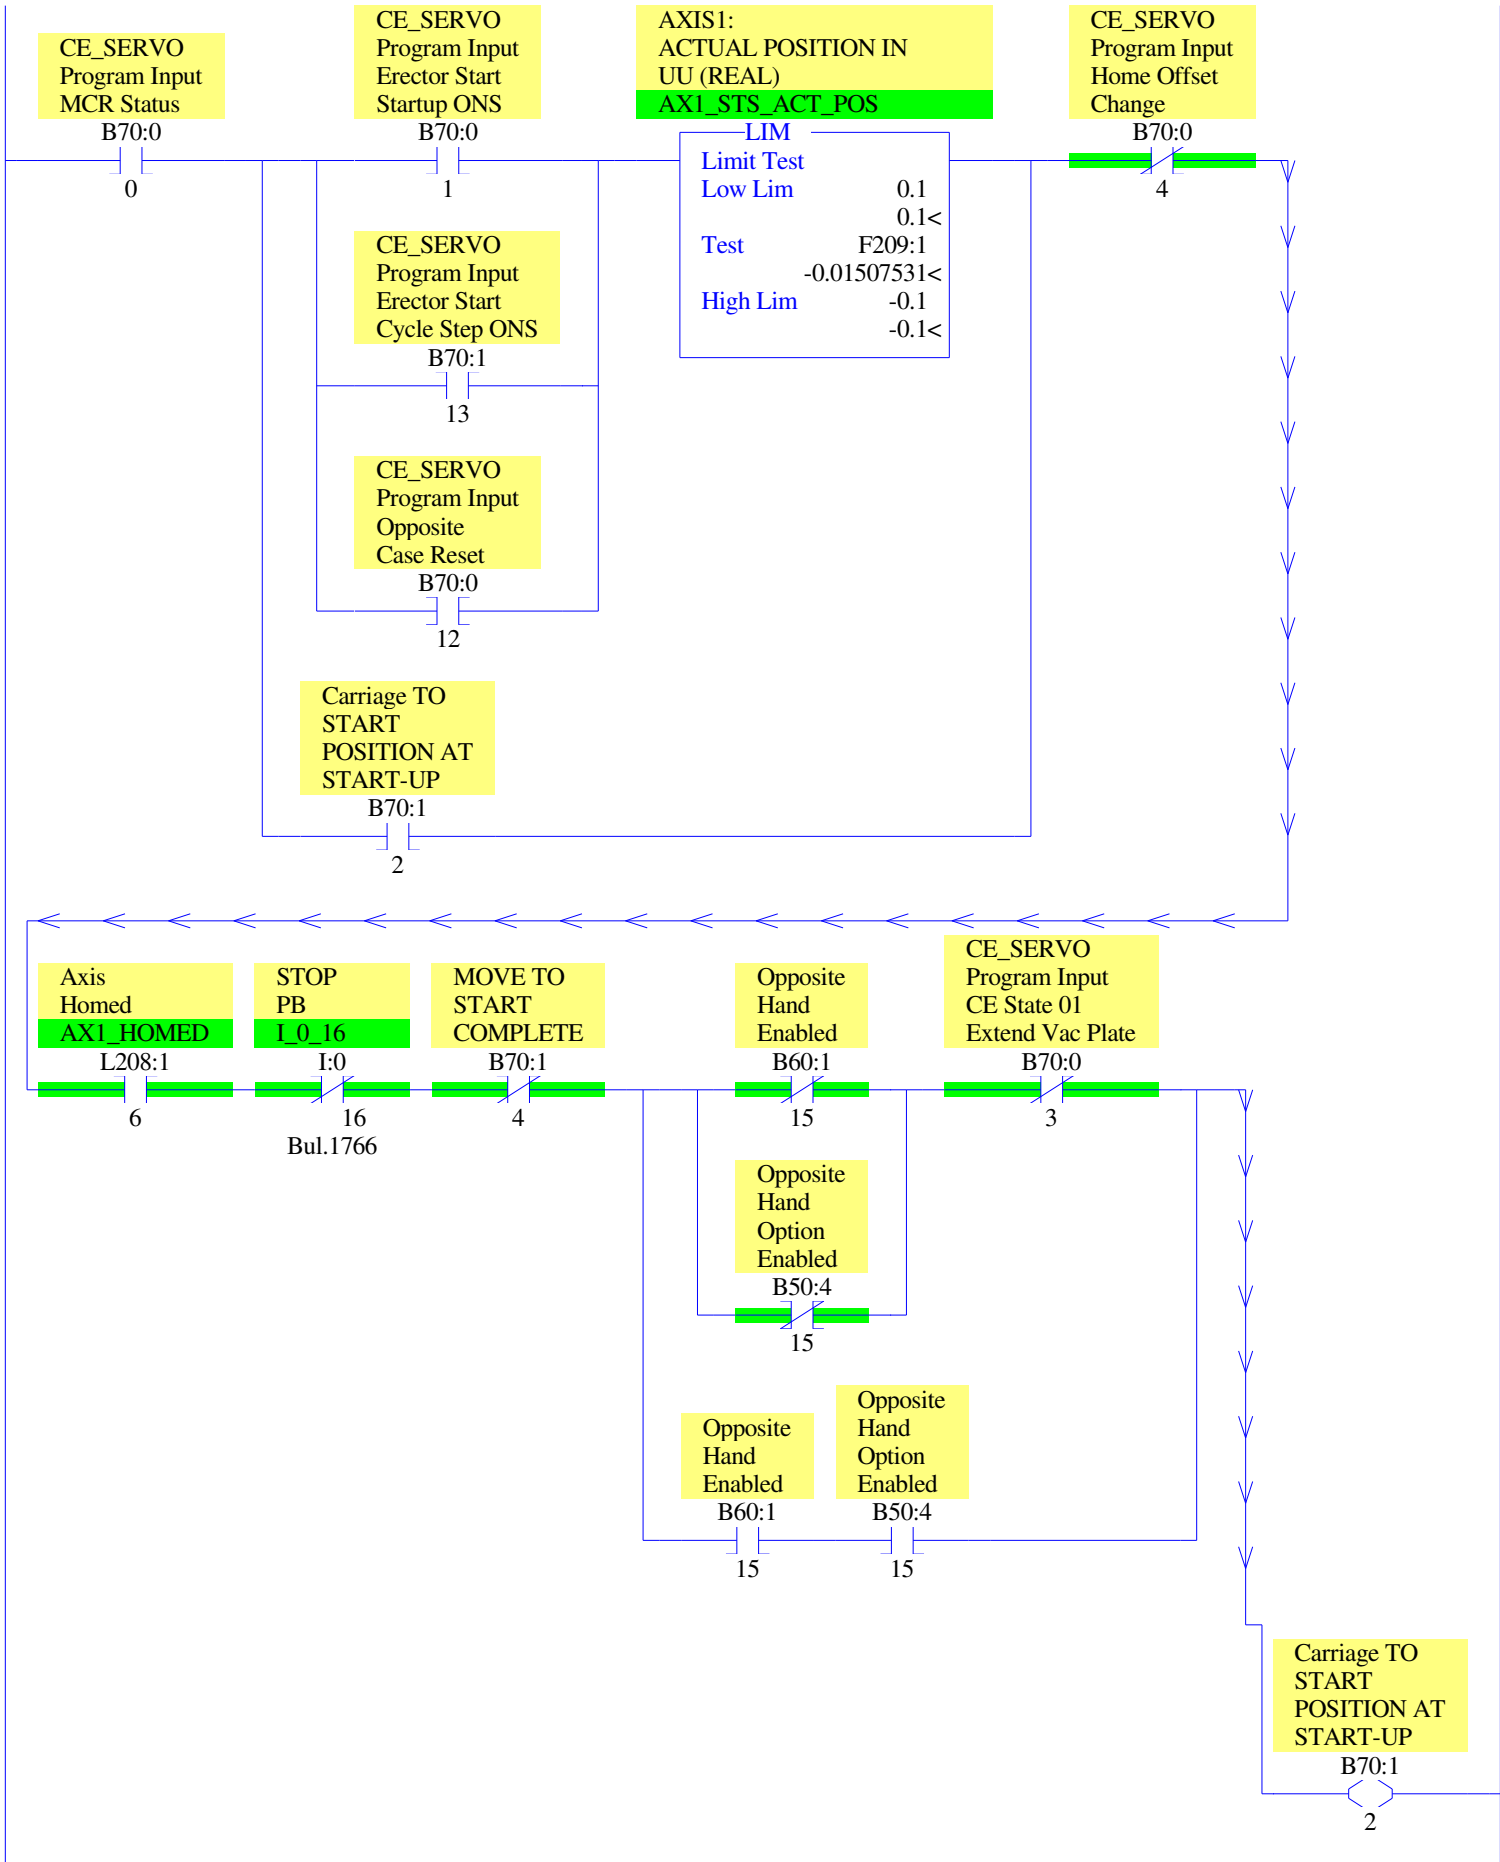 CE_SERVO
Program Input
MCR Status
B70:0
0
CE_SERVO
Program Input
Erector Start
Startup ONS
B70:0
1
AXIS1:
ACTUAL POSITION IN
UU (REAL)
AX1_STS_ACT_POS
LIM
Limit Test
Low Lim 0.1
0.1<
Test F209:1
-0.01507531<
High Lim -0.1
-0.1<
CE_SERVO
Program Input
Home Offset
Change
B70:0
4
CE_SERVO
Program Input
Erector Start
Cycle Step ONS
B70:1
13
CE_SERVO
Program Input
Opposite
Case Reset
B70:0
12
Carriage TO
START
POSITION AT
START-UP
B70:1
2
Axis
Homed
AX1_HOMED
L208:1
6
STOP
PB
I_0_16
I:0
16
Bul.1766
MOVE TO
START
COMPLETE
B70:1
4
Opposite
Hand
Enabled
B60:1
15
CE_SERVO
Program Input
CE State 01
Extend Vac Plate
B70:0
3
Opposite
Hand
Option
Enabled
B50:4
15
Opposite
Hand
Enabled
B60:1
15
Opposite
Hand
Option
Enabled
B50:4
15
Carriage TO
START
POSITION AT
START-UP
B70:1
2